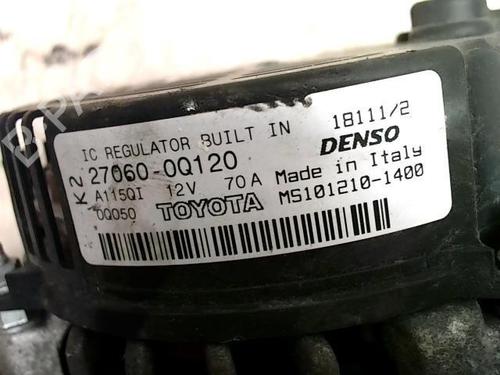 IC REGULATOR BUILT IN 18111/2
K2 27060-0Q120 DENSO
A115QI 12V 70A Made in Italy
0Q050 TOYOTA MS101210-1400